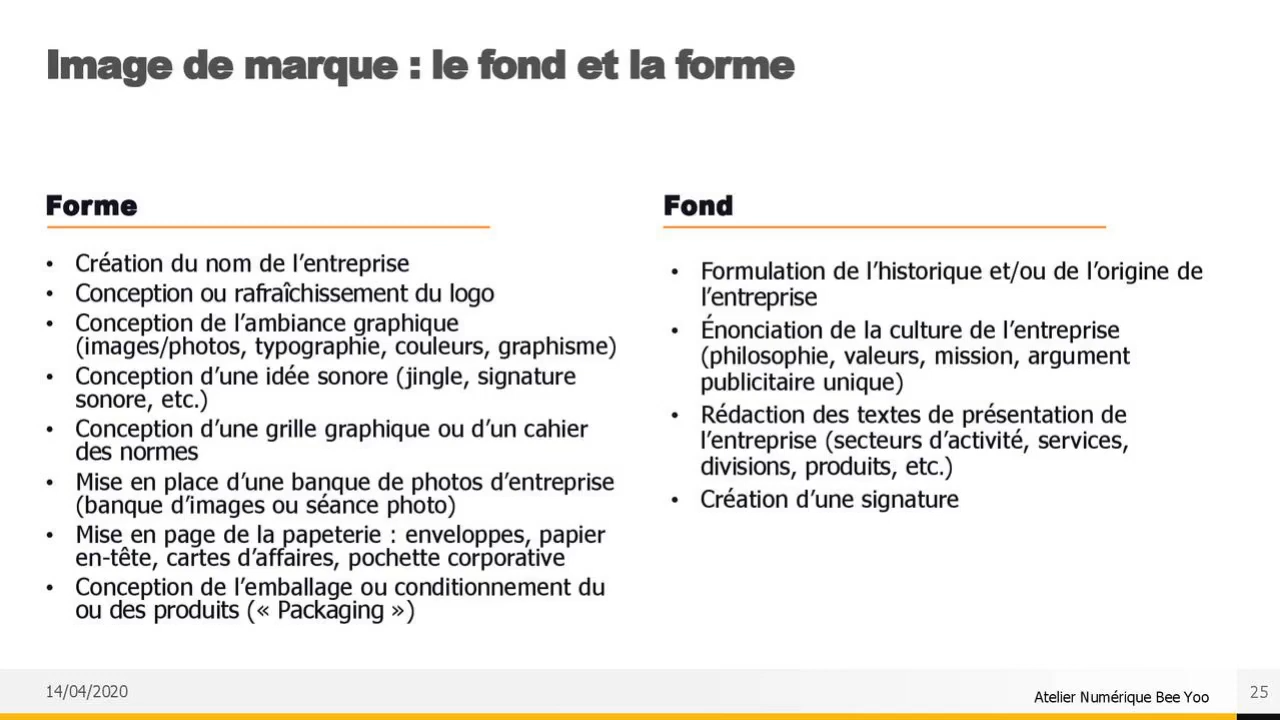 Image de marque : le fond et la forme
Forme
• Création du nom de l’entreprise
• Conception ou rafraîchissement du logo
• Conception de l’ambiance graphique
(images/photos, typographie, couleurs, graphisme)
• Conception d’une idée sonore (jingle, signature
sonore, etc.)
• Conception d’une grille graphique ou d’un cahier
des normes
• Mise en place d’une banque de photos d’entreprise
(banque d’images ou séance photo)
• Mise en page de la papeterie : enveloppes, papier
en-tête, cartes d’affaires, pochette corporative
• Conception de l’emballage ou conditionnement du
ou des produits (« Packaging »)
Fond
• Formulation de l’historique et/ou de l’origine de
l’entreprise
• Énonciation de la culture de l’entreprise
(philosophie, valeurs, mission, argument
publicitaire unique)
• Rédaction des textes de présentation de
l’entreprise (secteurs d’activité, services,
divisions, produits, etc.)
• Création d’une signature
14/04/2020
Atelier Numérique Bee Yoo
25